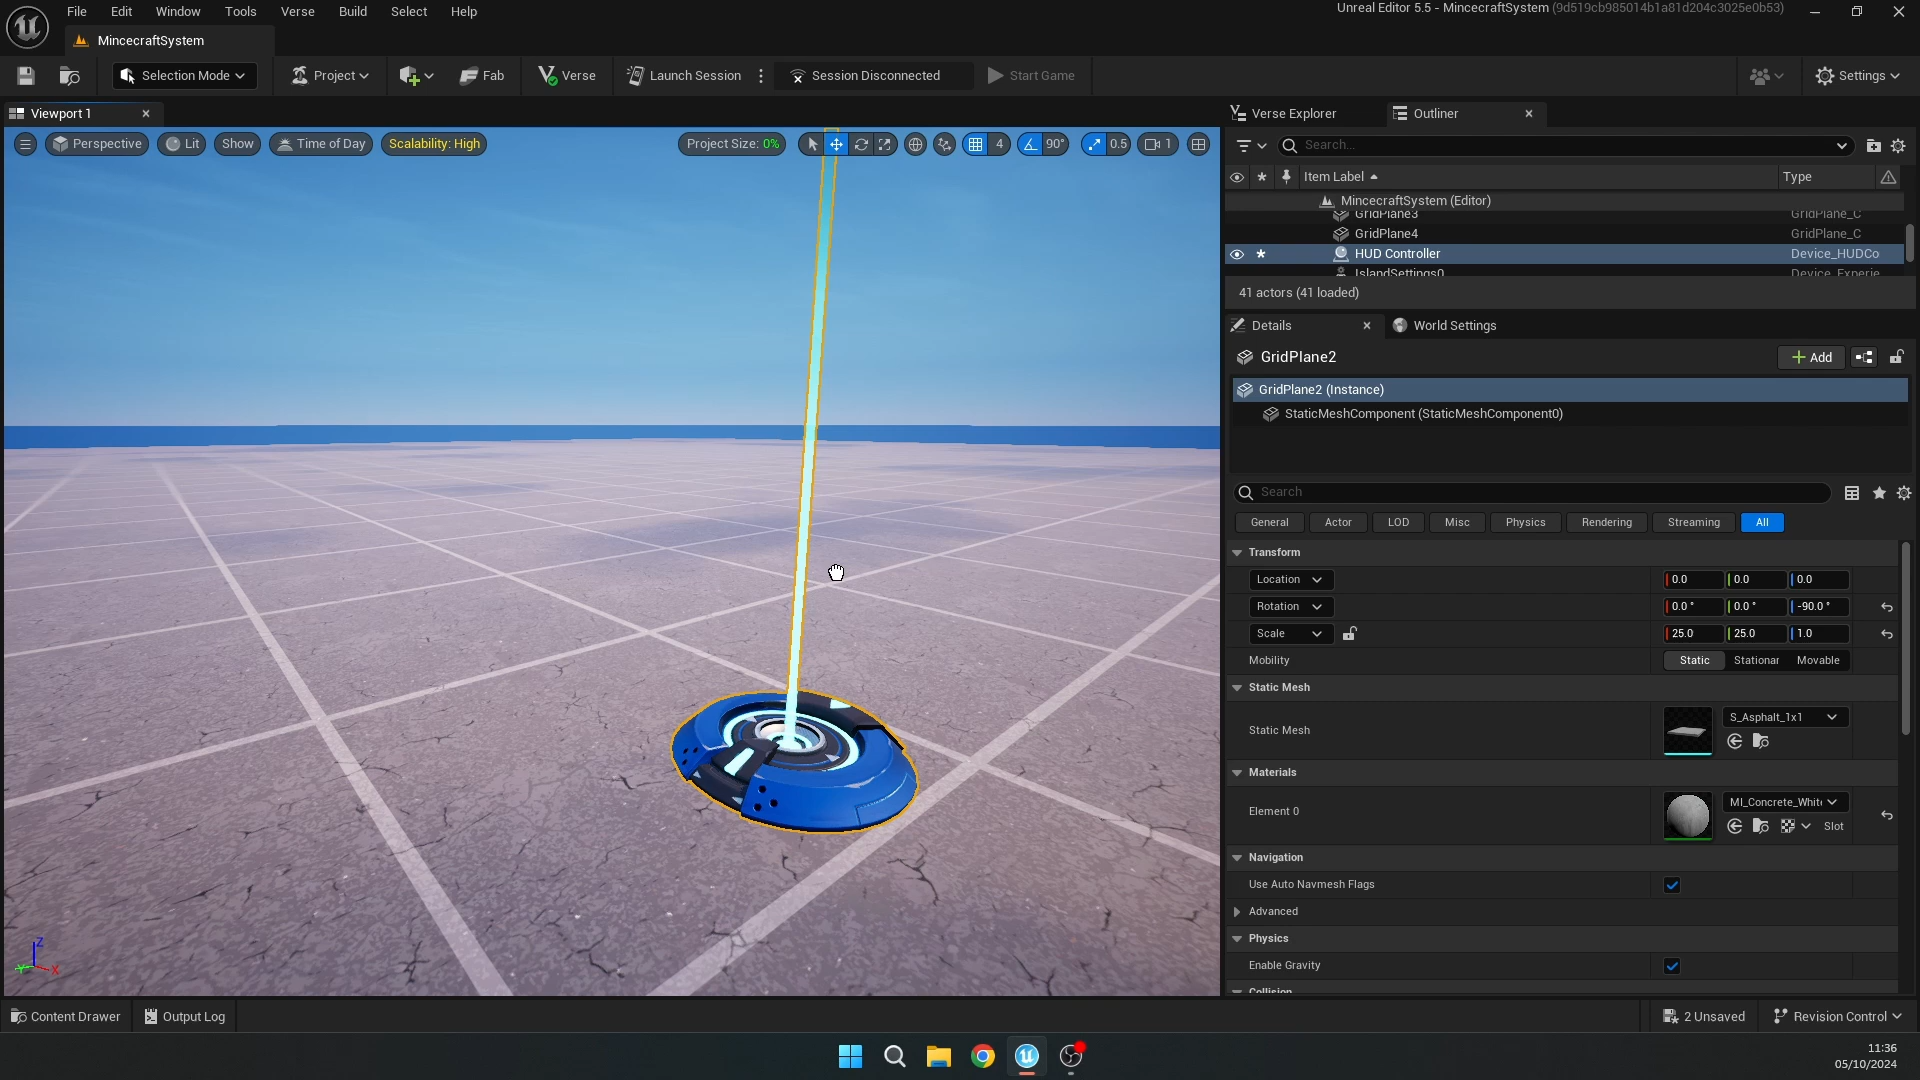 File Edit Window Tools Verse Build Select Help
Unreal Editor 5.5 - MincecraftSystem (9d519cb985014b1a81d204c3025e0b53)
MincecraftSystem
Selection Mode Project Fab Verse Launch Session Session Disconnected Start Game Settings
Viewport 1
Perspective Lit Show Time of Day Scalability: High Project Size: 0% 4 90° 0.5 1
Z
Y X
Verse Explorer Outliner
Search...
Item Label Type
MincecraftSystem (Editor)
GridPlane3 GridPlane_C
GridPlane4 GridPlane_C
HUD Controller Device_HUDCo
IslandSettings0 Device_Experie
41 actors (41 loaded)
Details World Settings
GridPlane2 Add
GridPlane2 (Instance)
StaticMeshComponent (StaticMeshComponent0)
Search
General Actor LOD Misc Physics Rendering Streaming All
Transform
Location 0.0 0.0 0.0
Rotation 0.0 ° 0.0 ° -90.0 °
Scale 25.0 25.0 1.0
Mobility Static Stationar Movable
Static Mesh
Static Mesh S_Asphalt_1x1
Materials
Element 0 MI_Concrete_Whit
Slot
Navigation
Use Auto Navmesh Flags
Advanced
Physics
Enable Gravity
Collision
Content Drawer Output Log 2 Unsaved Revision Control
11:36
05/10/2024